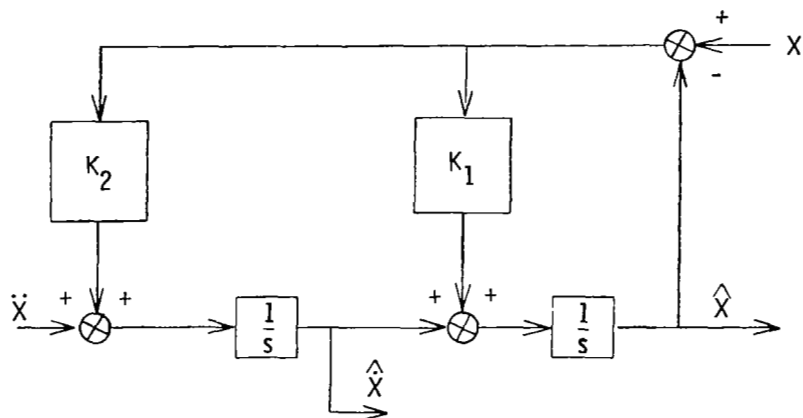 +
X
-
K₂
K₁
Ẍ
+ +
1/s
+ +
1/s
X̂
Ẋ̂